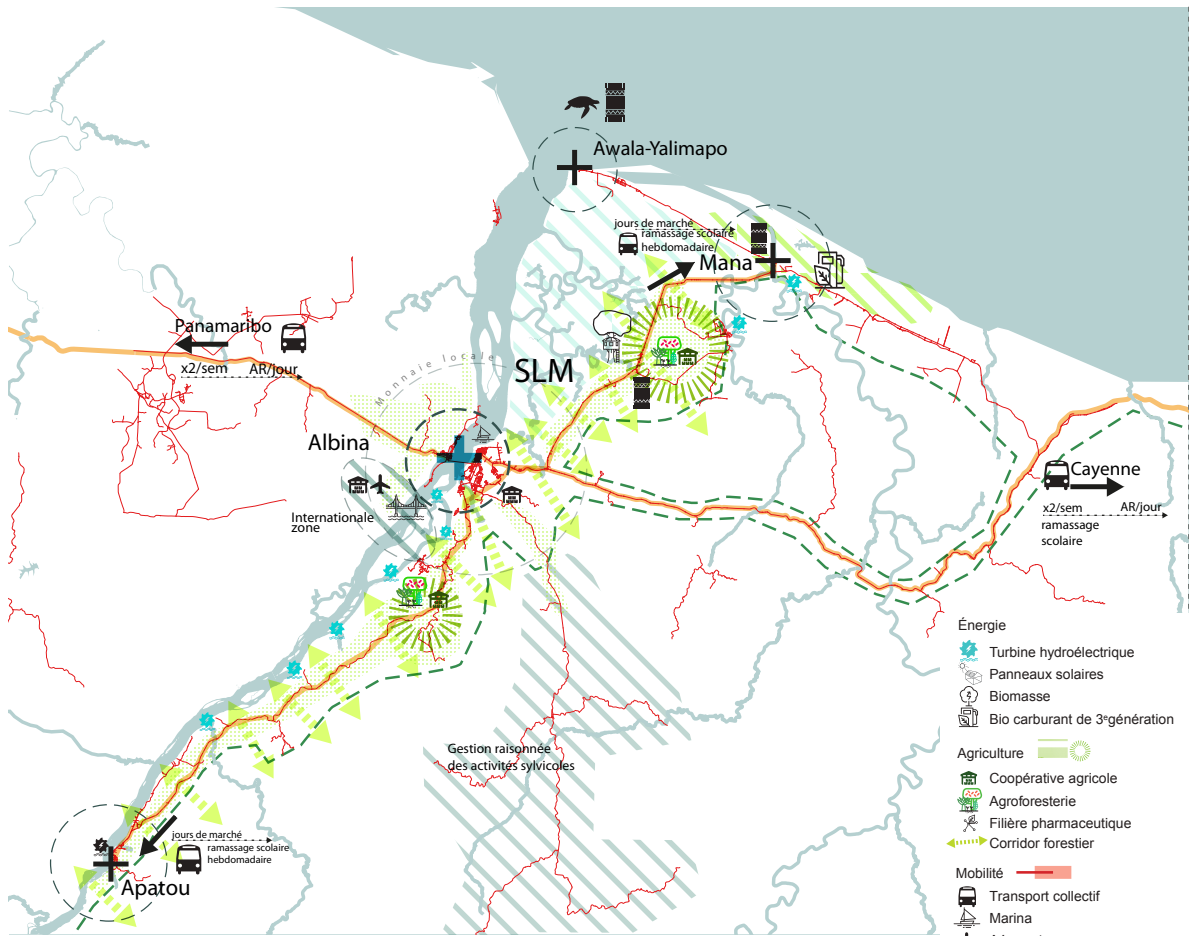 Awala-Yalimapo
jours de marché
ramassage scolaire
hebdomadaire
Mana
Panamaribo
x2/sem
AR/jour
Monnaie locale
SLM
Albina
Internationale
zone
Cayenne
x2/sem
AR/jour
ramassage
scolaire
Gestion raisonnée
des activités sylvicoles
jours de marché
ramassage scolaire
hebdomadaire
Apatou
Énergie
Turbine hydroélectrique
Panneaux solaires
Biomasse
Bio carburant de 3ᵉgénération
Agriculture
Coopérative agricole
Agroforesterie
Filière pharmaceutique
Corridor forestier
Mobilité
Transport collectif
Marina